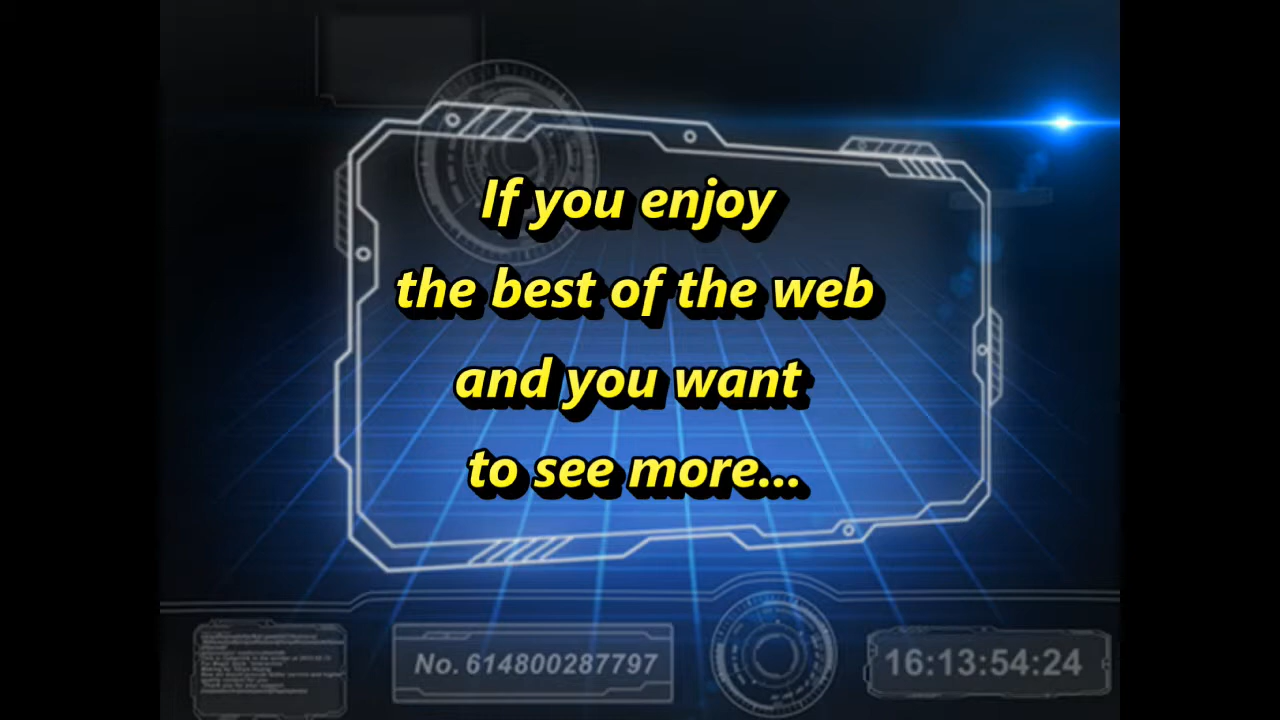 If you enjoy
the best of the web
and you want
to see more...
No. 614800287797
16:13:54:24